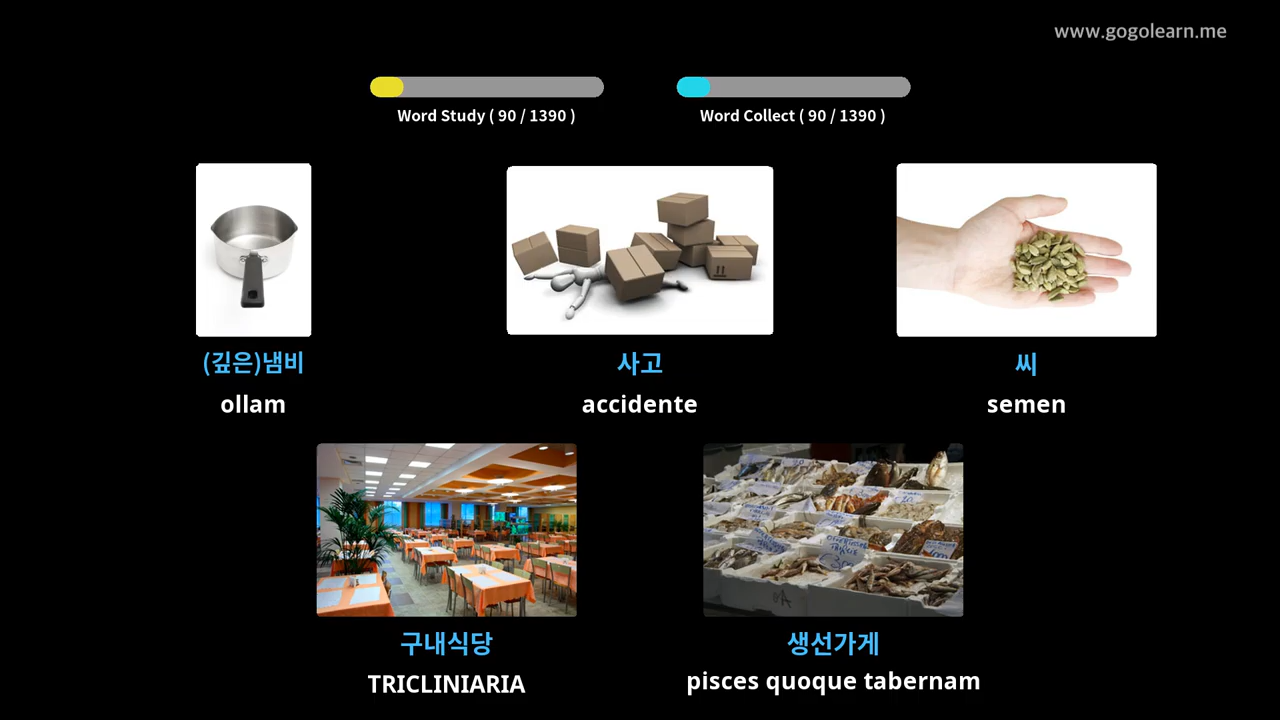 www.gogolearn.me
Word Study ( 90 / 1390 )
Word Collect ( 90 / 1390 )
(깊은)냄비
사고
씨
ollam
accidente
semen
구내식당
생선가게
TRICLINIARIA
pisces quoque tabernam